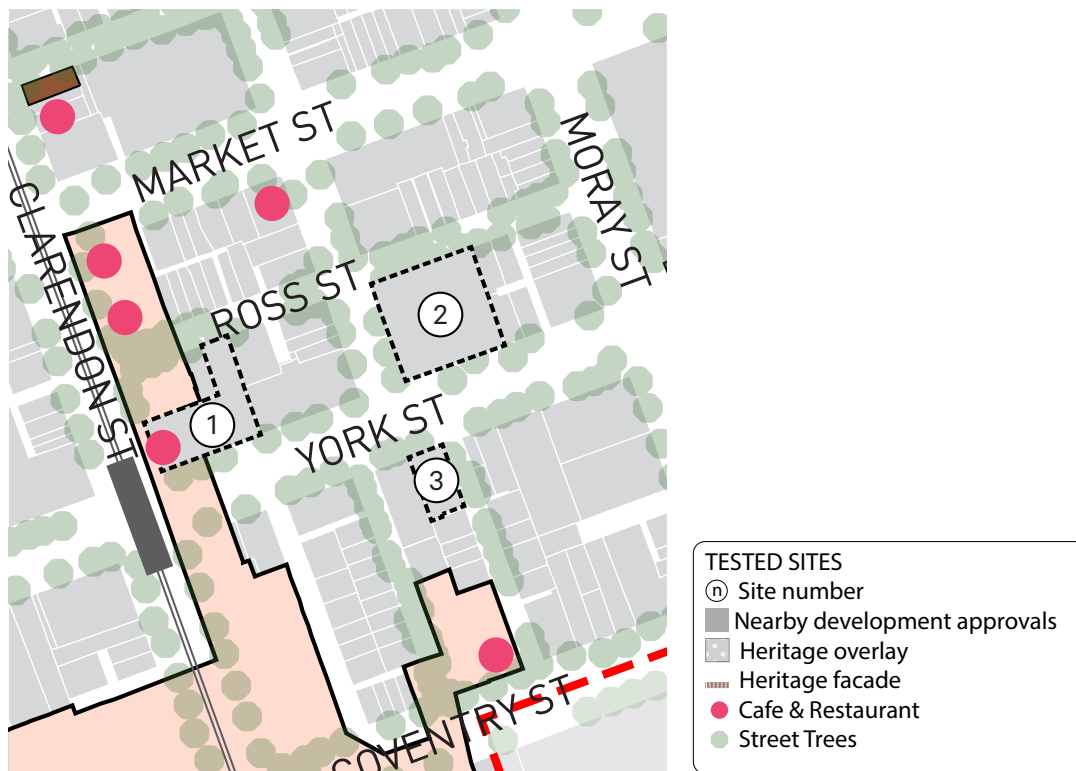 MARKET ST
MORAY ST
CLARENDON ST
ROSS ST
2
1
YORK ST
3
COVENTRY ST
TESTED SITES
n Site number
Nearby development approvals
Heritage overlay
Heritage facade
Cafe & Restaurant
Street Trees